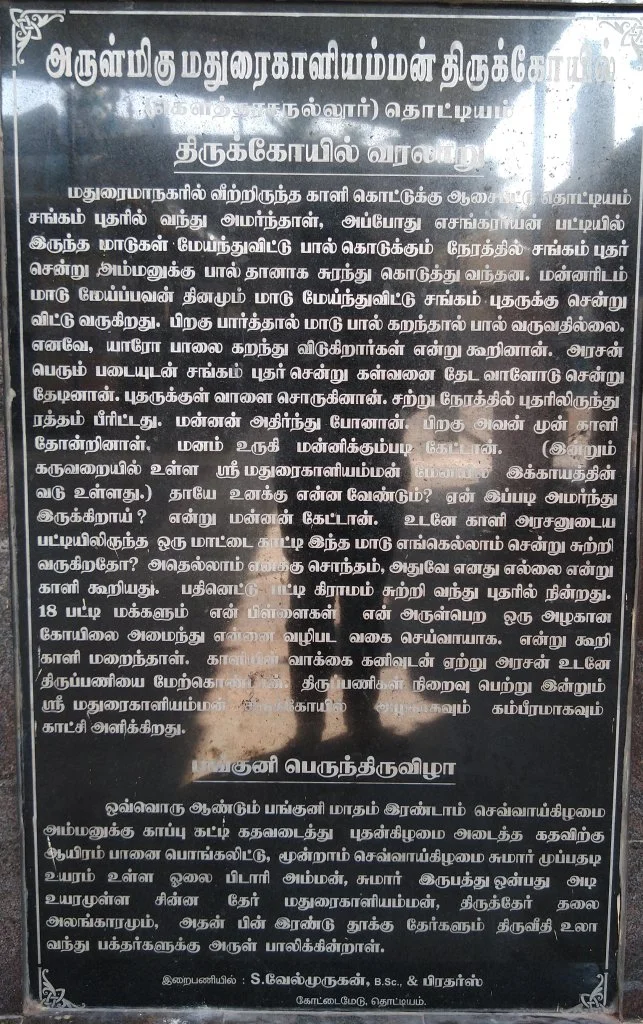 அருள்மிகு மதுரைகாளியம்மன் திருக்கோயில்
தொட்டியம்
திருக்கோயில் வரலாறு
மதுரைமாநகரில் வீற்றிருந்த காளி கொட்டுக்கு ஆசைபட்டு தொட்டியம்
சங்கம் புதரில் வந்து அமர்ந்தாள், அப்போது எசங்கராயன் பட்டியில்
இருந்த மாடுகள் மேய்ந்துவிட்டு பால் கொடுக்கும் நேரத்தில் சங்கம் புதர்
சென்று அம்மனுக்கு பால் தானாக சுரந்து கொடுத்து வந்தன. மன்னரிடம்
மாடு மேய்ப்பவன் தினமும் மாடு மேய்ந்துவிட்டு சங்கம் புதருக்கு சென்று
விட்டு வருகிறது. பிறகு பார்த்தால் மாடு பால் கறந்தால் பால் வருவதில்லை.
எனவே, யாரோ பாலை கறந்து விடுகிறார்கள் என்று கூறினான். அரசன்
பெரும் படையுடன் சங்கம் புதர் சென்று கள்வனை தேட வாளோடு சென்று
தேடினான். புதருக்குள் வாளை சொருகினான். சற்று நேரத்தில் புதரிலிருந்து
ரத்தம் பீரிட்டது. மன்னன் அதிர்ந்து போனான். பிறகு அவன் முன் காளி
தோன்றினாள். மனம் உருகி மன்னிக்கும்படி கேட்டான். (இன்றும்
கருவறையில் உள்ள ஸ்ரீ மதுரைகாளியம்மன் மேனியில் இக்காயத்தின்
வடு உள்ளது.) தாயே உனக்கு என்ன வேண்டும்? ஏன் இப்படி அமர்ந்து
இருக்கிறாய்? என்று மன்னன் கேட்டான். உடனே காளி அரசனுடைய
பட்டியிலிருந்த ஒரு மாட்டை காட்டி இந்த மாடு எங்கெல்லாம் சென்று சுற்றி
வருகிறதோ? அதெல்லாம் எனக்கு சொந்தம், அதுவே எனது எல்லை என்று
காளி கூறியது. பதினெட்டு பட்டி கிராமம் சுற்றி வந்து புதரில் நின்றது.
18 பட்டி மக்களும் என் பிள்ளைகள் என் அருள்பெற ஒரு அழகான
கோயிலை அமைந்து என்னை வழிபட வகை செய்வாயாக. என்று கூறி
காளி மறைந்தாள். காளியின் வாக்கை கனிவுடன் ஏற்று அரசன் உடனே
திருப்பணியை மேற்கொண்டான். திருப்பணிகள் நிறைவு பெற்று இன்றும்
ஸ்ரீ மதுரைகாளியம்மன் திருக்கோயில் அழகாகவும் கம்பீரமாகவும்
காட்சி அளிக்கிறது.
பங்குனி பெருந்திருவிழா
ஒவ்வொரு ஆண்டும் பங்குனி மாதம் இரண்டாம் செவ்வாய்கிழமை
அம்மனுக்கு காப்பு கட்டி கதவடைத்து புதன்கிழமை அடைத்த கதவிற்கு
ஆயிரம் பானை பொங்கலிட்டு, மூன்றாம் செவ்வாய்கிழமை சுமார் முப்பதடி
உயரம் உள்ள ஓலை பிடாரி அம்மன், சுமார் இருபத்து ஒன்பது அடி
உயரமுள்ள சின்ன தேர் மதுரைகாளியம்மன், திருத்தேர் தலை
அலங்காரமும், அதன் பின் இரண்டு தூக்கு தேர்களும் திருவீதி உலா
வந்து பக்தர்களுக்கு அருள் பாலிக்கின்றாள்.
இறைபணியில் : S.வேல்முருகன், B.Sc., & பிரதர்ஸ்
கோட்டைமேடு, தொட்டியம்.